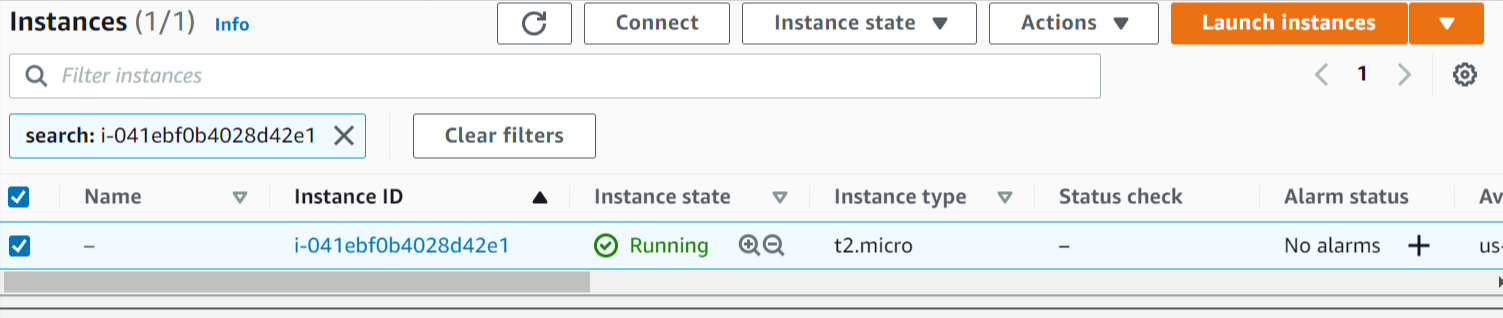 Instances (1/1) Info Connect Instance state Actions Launch instances
Filter instances 1
search: i-041ebf0b4028d42e1 Clear filters
Name Instance ID Instance state Instance type Status check Alarm status Av
– i-041ebf0b4028d42e1 Running t2.micro – No alarms + us-